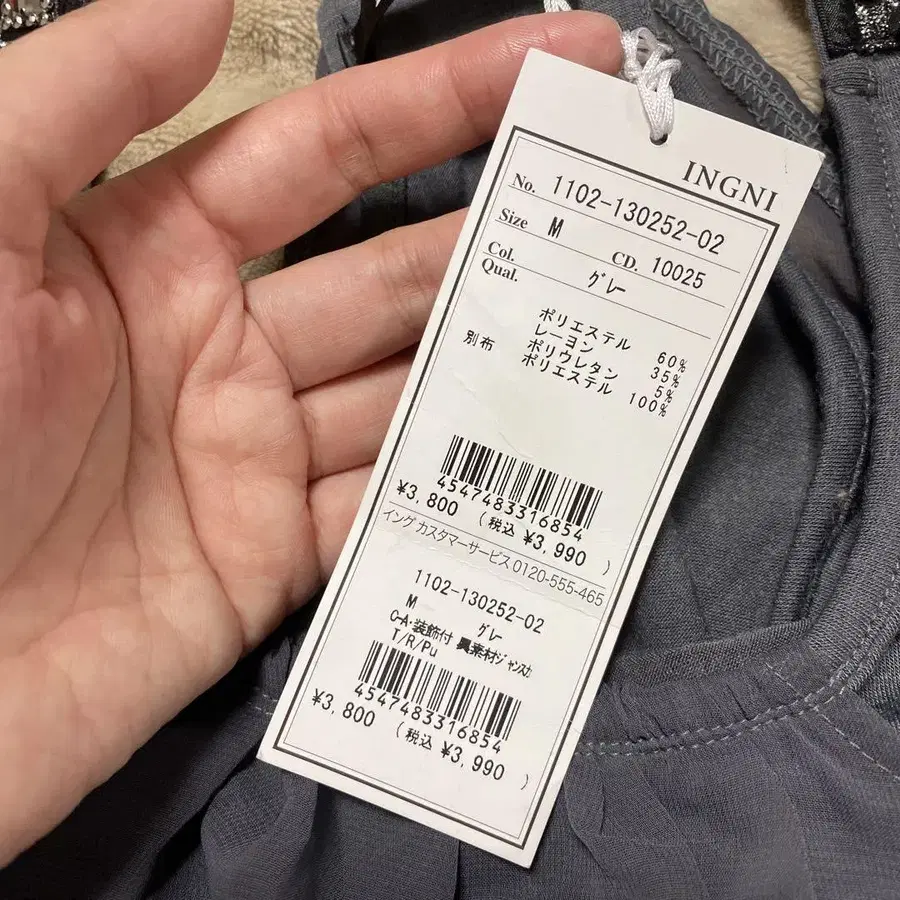 INGNI
No. 1102-130252-02
Size M CD. 10025
Col. グレー
Qual.
ポリエステル 60%
レーヨン 35%
ポリウレタン 5%
別布 ポリエステル 100%
4547483316854
¥3,800 (税込 ¥3,990 )
イングカスタマーサービス 0120-555-465
1102-130252-02
M グレー
C-A・装飾付 異素材ジャンスカ
T/R/Pu
4547483316854
¥3,800 (税込 ¥3,990 )